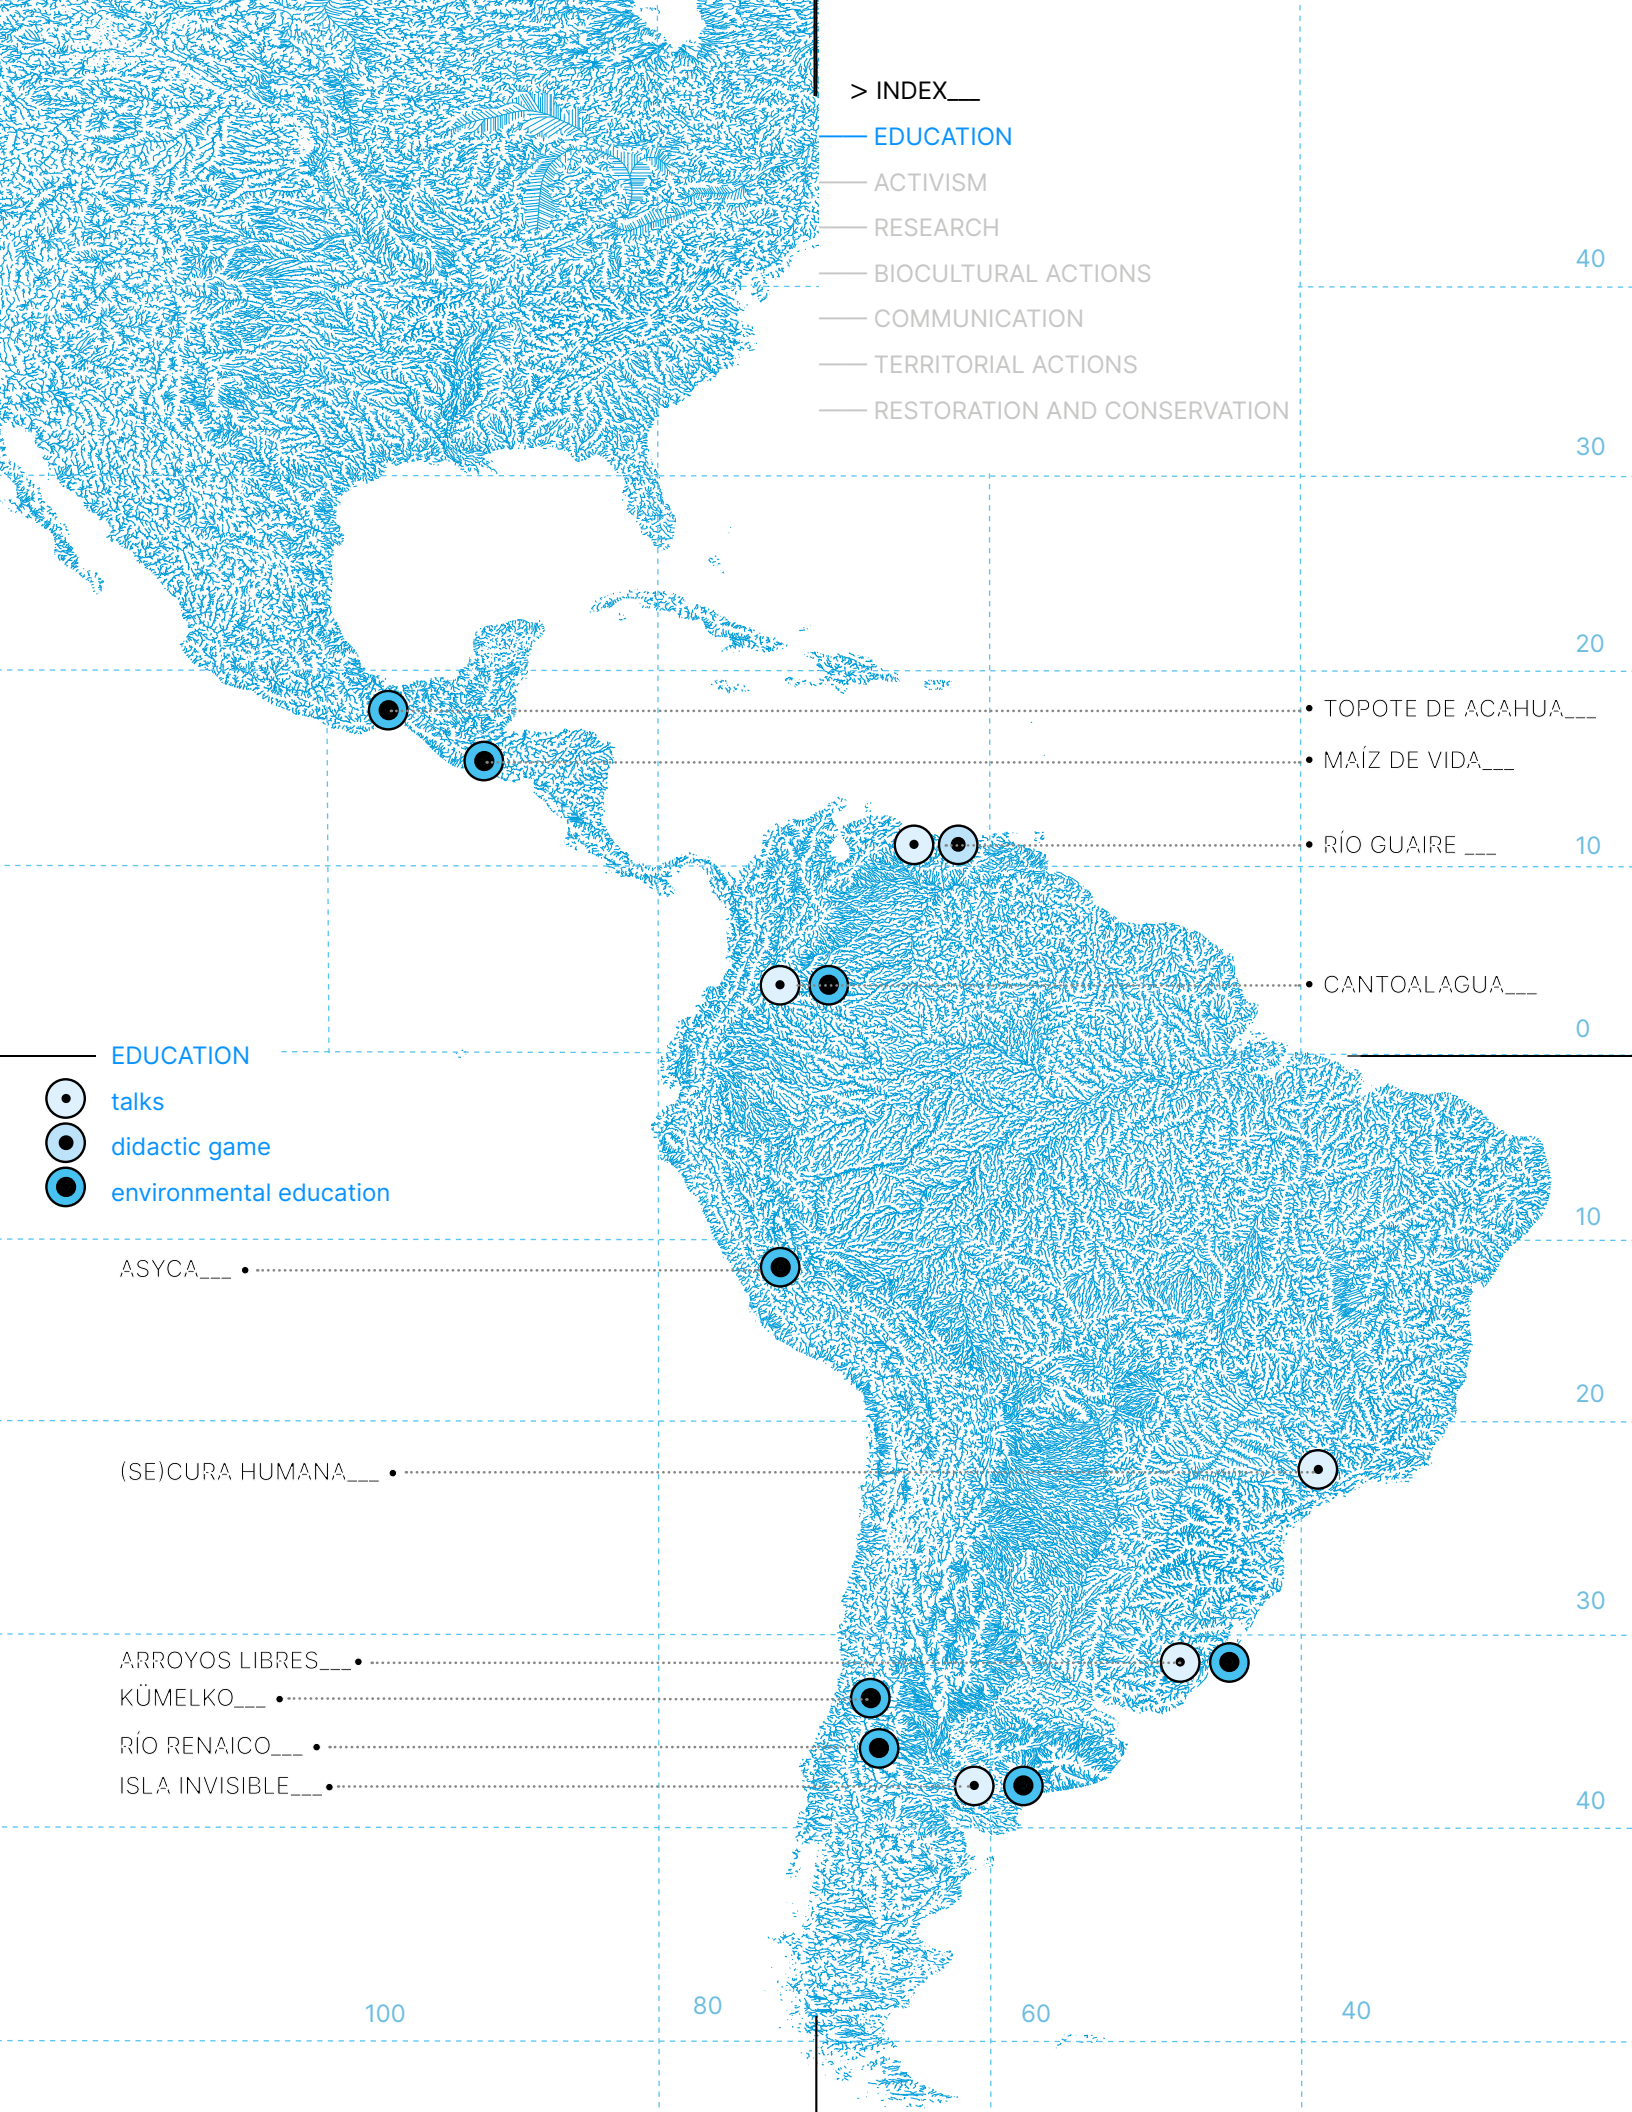 > INDEX___
EDUCATION
ACTIVISM
RESEARCH
BIOCULTURAL ACTIONS
COMMUNICATION
TERRITORIAL ACTIONS
RESTORATION AND CONSERVATION
40
30
20
TOPOTE DE ACAHUA___
MAÍZ DE VIDA___
RÍO GUAIRE ___
10
CANTOALAGUA___
0
EDUCATION
talks
didactic game
environmental education
10
ASYCA___
20
(SE)CURA HUMANA___
30
ARROYOS LIBRES___
KÜMELKO___
RÍO RENAICO___
ISLA INVISIBLE___
40
100
80
60
40